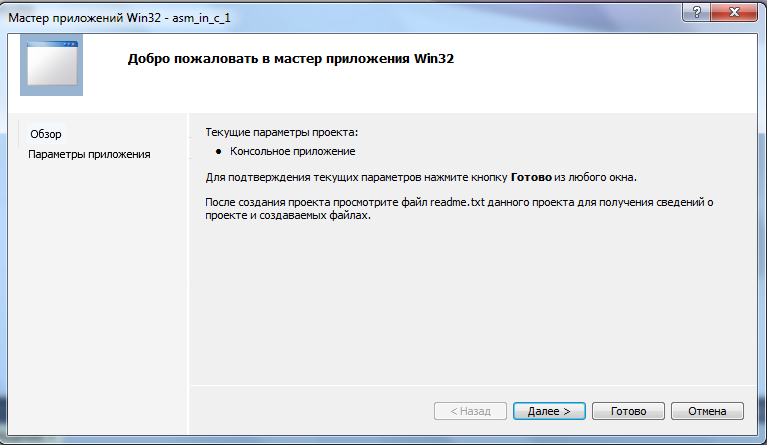 Мастер приложений Win32 - asm_in_c_1
?
Добро пожаловать в мастер приложения Win32
Обзор
Параметры приложения
Текущие параметры проекта:
• Консольное приложение
Для подтверждения текущих параметров нажмите кнопку Готово из любого окна.
После создания проекта просмотрите файл readme.txt данного проекта для получения сведений о
проекте и создаваемых файлах.
< Назад
Далее >
Готово
Отмена